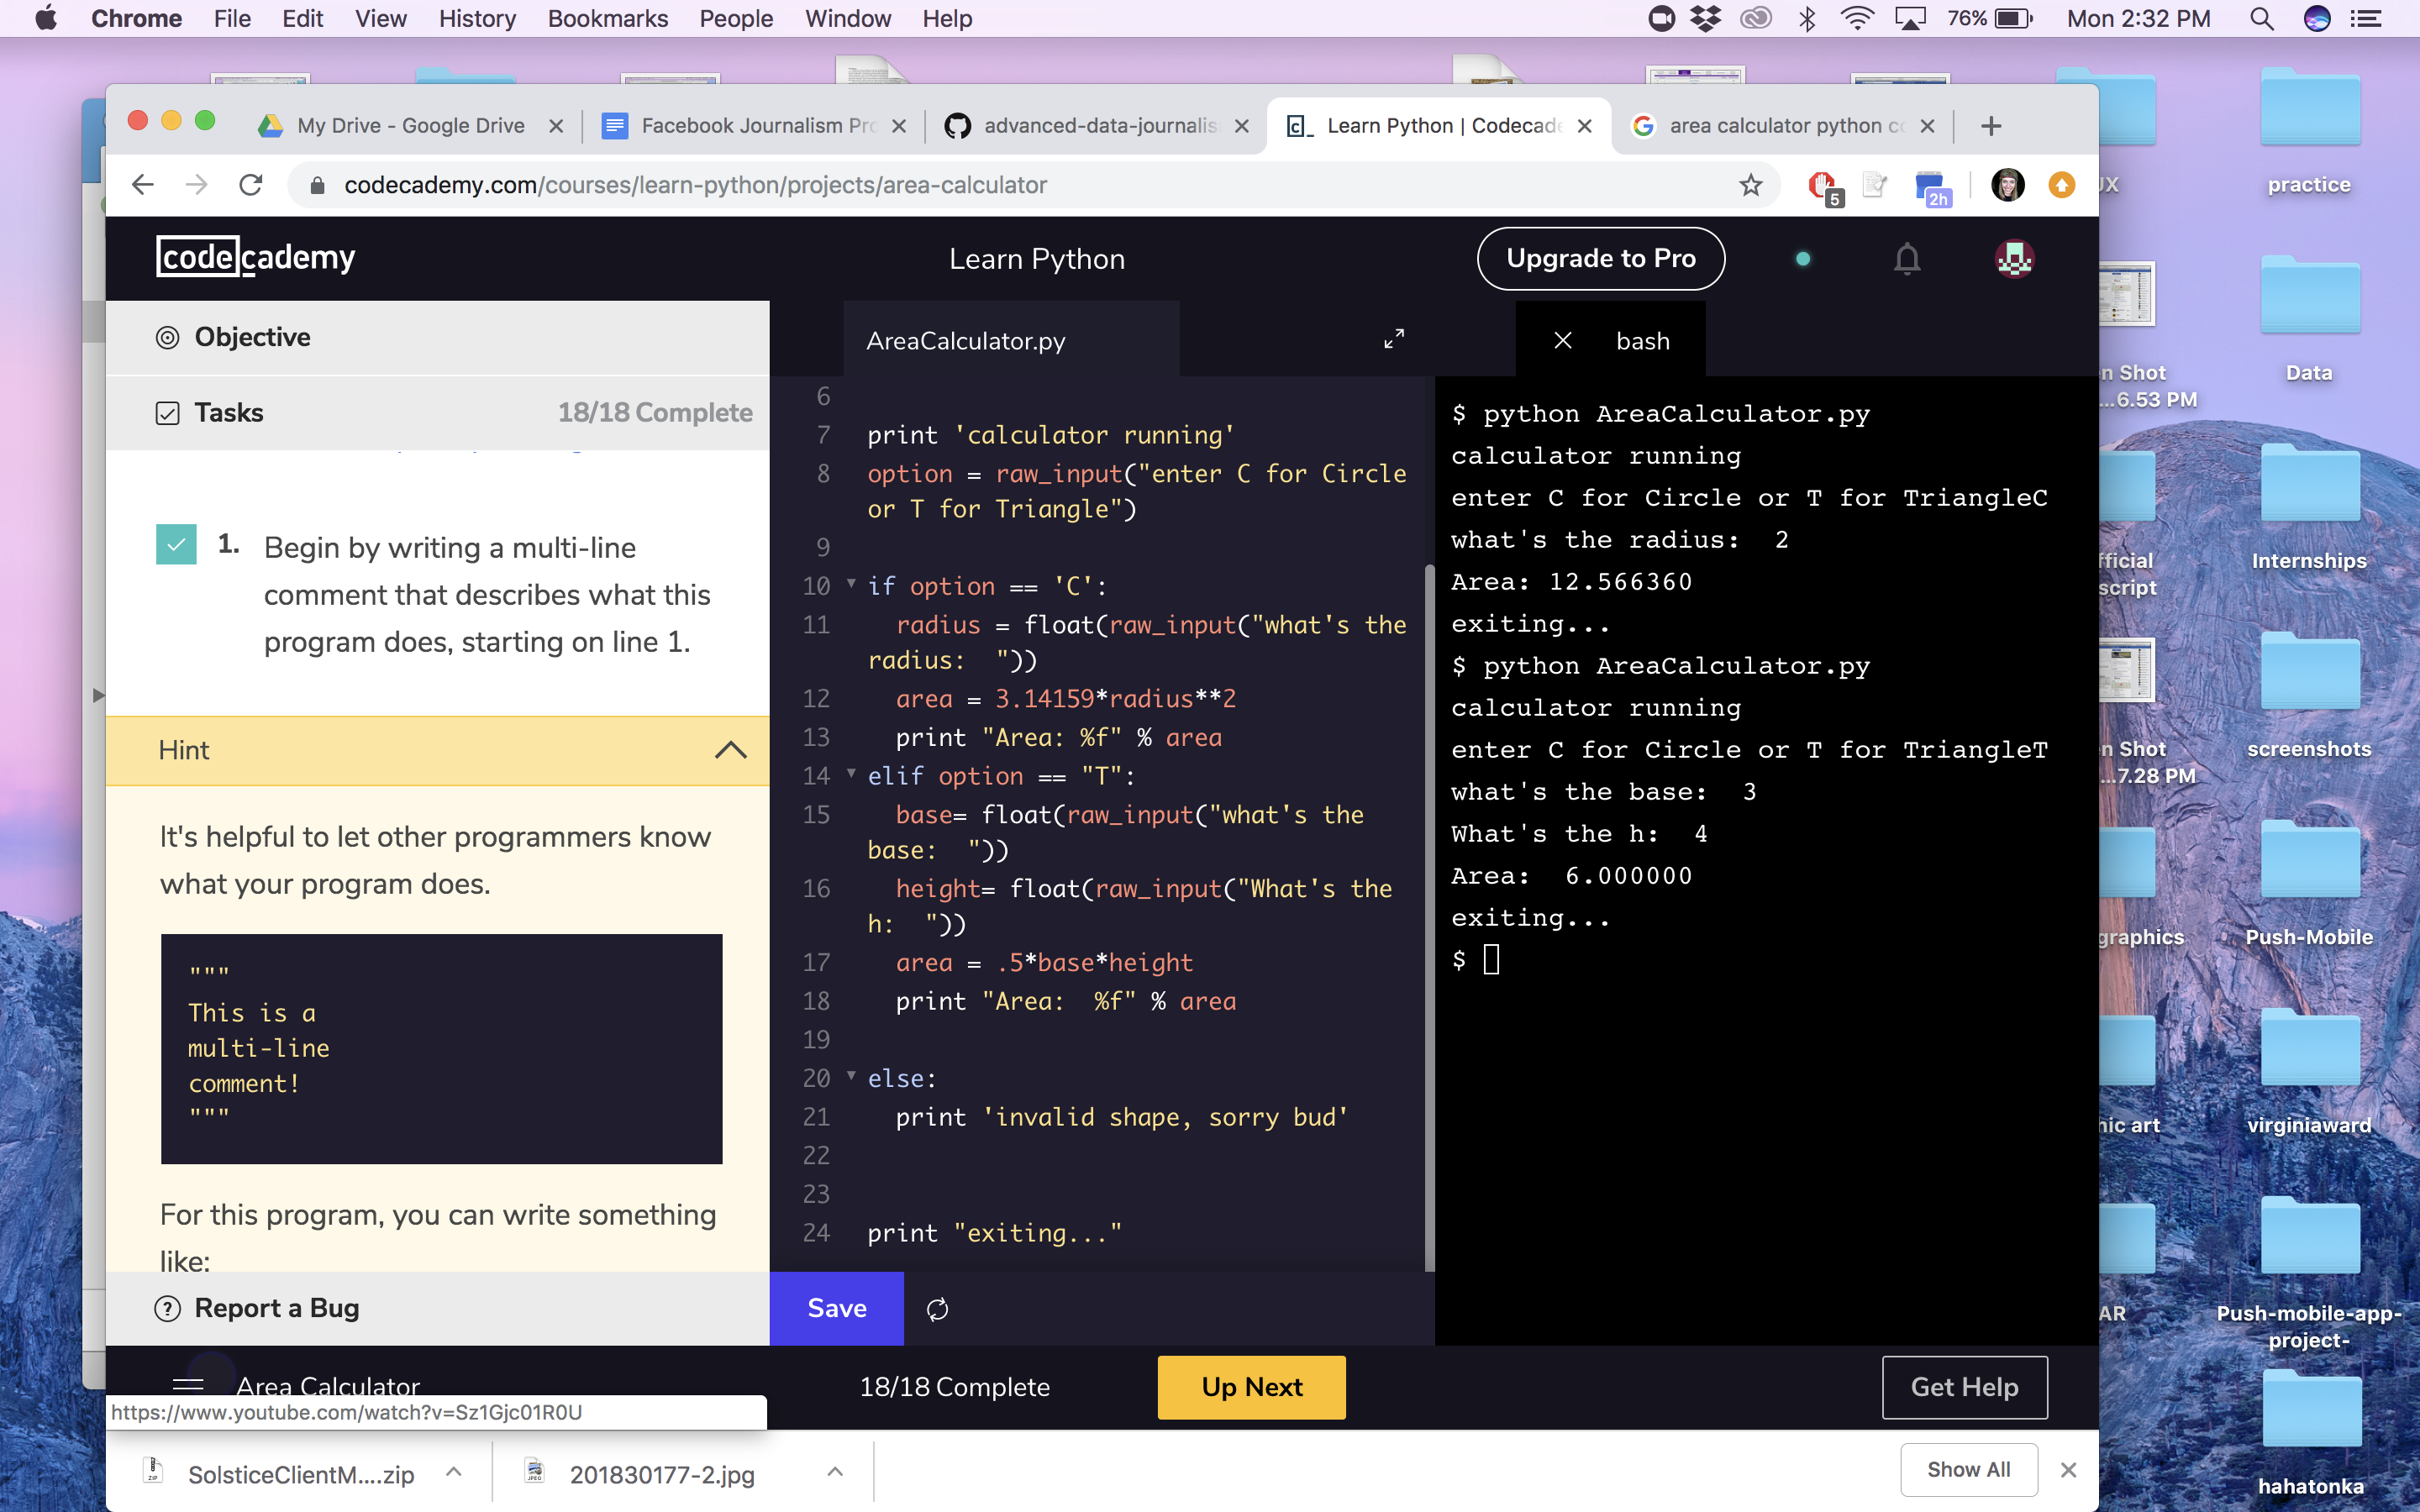 Chrome File Edit View History Bookmarks People Window Help 76% Mon 2:32 PM
My Drive - Google Drive Facebook Journalism Pro advanced-data-journalis Learn Python | Codecade area calculator python co
codecademy.com/courses/learn-python/projects/area-calculator 5 2h
codecademy Learn Python Upgrade to Pro
Objective
Tasks 18/18 Complete
1. Begin by writing a multi-line
comment that describes what this
program does, starting on line 1.
Hint
It's helpful to let other programmers know
what your program does.
"""
This is a
multi-line
comment!
"""
For this program, you can write something
like:
Report a Bug
AreaCalculator.py
6
7 print 'calculator running'
8 option = raw_input("enter C for Circle
or T for Triangle")
9
10 if option == 'C':
11 radius = float(raw_input("what's the
radius:  "))
12 area = 3.14159*radius**2
13 print "Area: %f" % area
14 elif option == "T":
15 base= float(raw_input("what's the
base:  "))
16 height= float(raw_input("What's the
h:  "))
17 area = .5*base*height
18 print "Area:  %f" % area
19
20 else:
21 print 'invalid shape, sorry bud'
22
23
24 print "exiting..."
Save
bash
$ python AreaCalculator.py
calculator running
enter C for Circle or T for TriangleC
what's the radius:  2
Area: 12.566360
exiting...
$ python AreaCalculator.py
calculator running
enter C for Circle or T for TriangleT
what's the base:  3
What's the h:  4
Area:  6.000000
exiting...
$
Area Calculator 18/18 Complete Up Next Get Help
https://www.youtube.com/watch?v=Sz1Gjc01R0U
SolsticeClientM....zip 201830177-2.jpg Show All
UX
practice
n Shot
...6.53 PM
Data
fficial
script
Internships
n Shot
...7.28 PM
screenshots
graphics
Push-Mobile
hic art
virginiaward
AR
Push-mobile-app-
project-
hahatonka